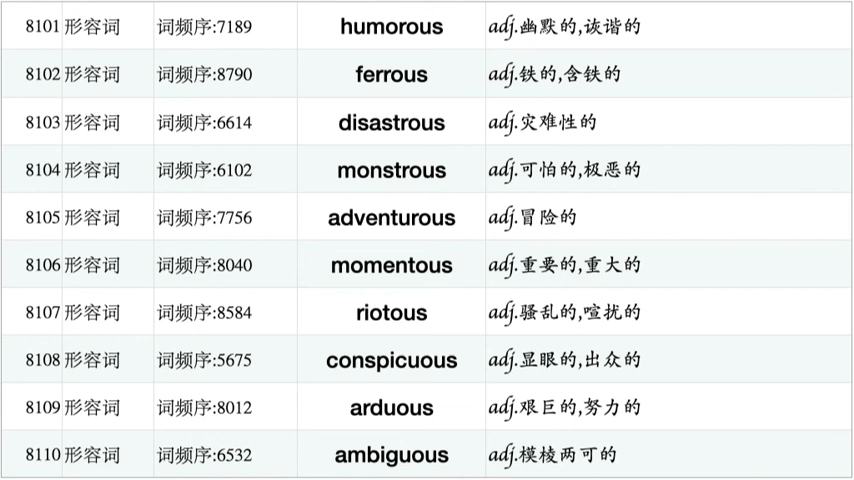 8101 形容词 词频序:7189 humorous adj.幽默的,诙谐的
8102 形容词 词频序:8790 ferrous adj.铁的,含铁的
8103 形容词 词频序:6614 disastrous adj.灾难性的
8104 形容词 词频序:6102 monstrous adj.可怕的,极恶的
8105 形容词 词频序:7756 adventurous adj.冒险的
8106 形容词 词频序:8040 momentous adj.重要的,重大的
8107 形容词 词频序:8584 riotous adj.骚乱的,喧扰的
8108 形容词 词频序:5675 conspicuous adj.显眼的,出众的
8109 形容词 词频序:8012 arduous adj.艰巨的,努力的
8110 形容词 词频序:6532 ambiguous adj.模棱两可的